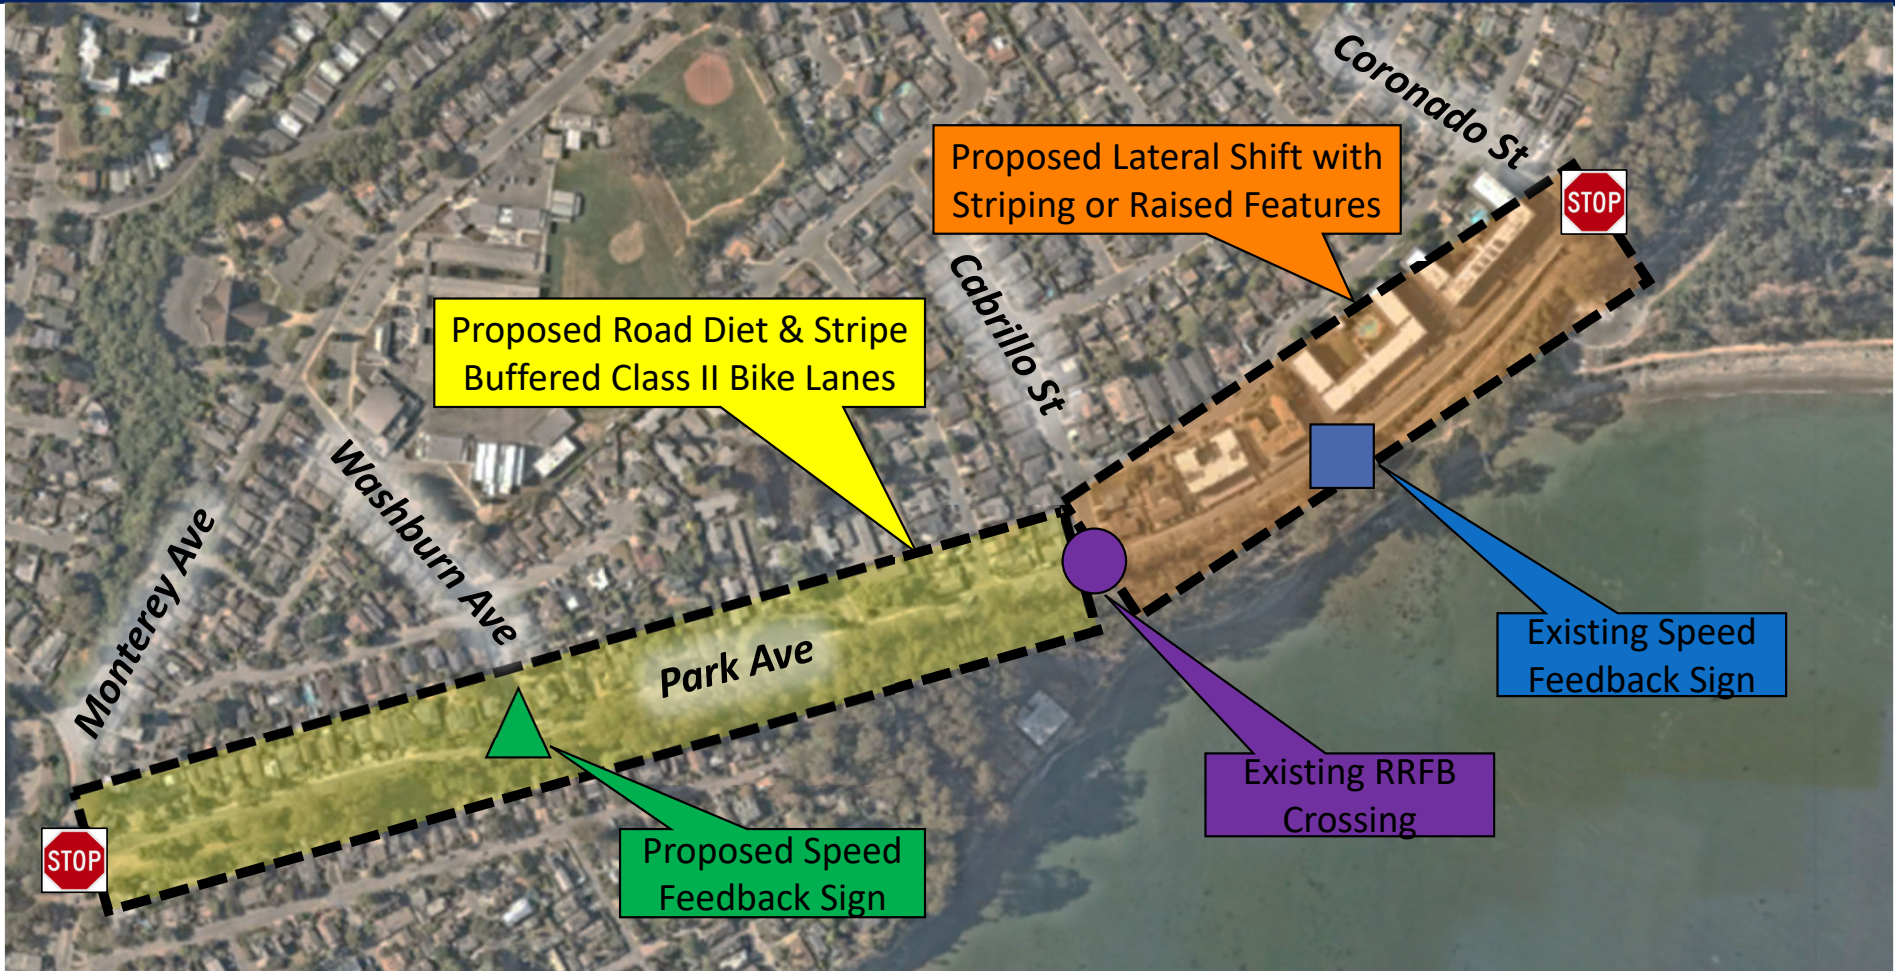 Coronado St
Proposed Lateral Shift with
Striping or Raised Features
STOP
Cabrillo St
Proposed Road Diet & Stripe
Buffered Class II Bike Lanes
Washburn Ave
Monterey Ave
Park Ave
Existing Speed
Feedback Sign
Existing RRFB
Crossing
Proposed Speed
Feedback Sign
STOP